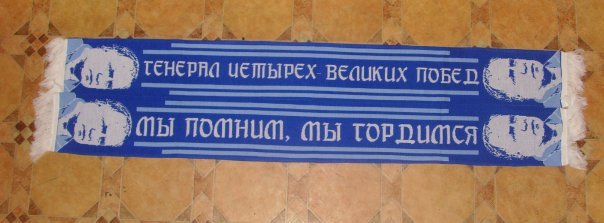 ГЕНЕРАЛ ЧЕТЫРЕХ ВЕЛИКИХ ПОБЕД
МЫ ПОМНИМ, МЫ ГОРДИМСЯ